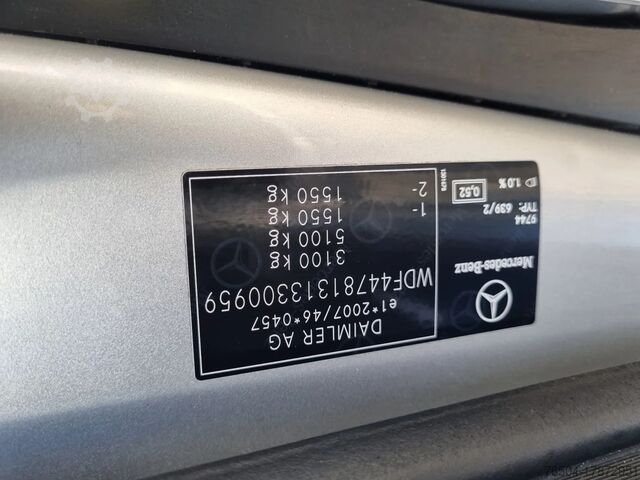 DAIMLER AG
e1*2007/46*0457
WDF44781313300959
3100 kg
5100 kg
1- 1550 kg
2- 1550 kg
Mercedes-Benz
9744
TYP: 639/2
0,52
1.0 %